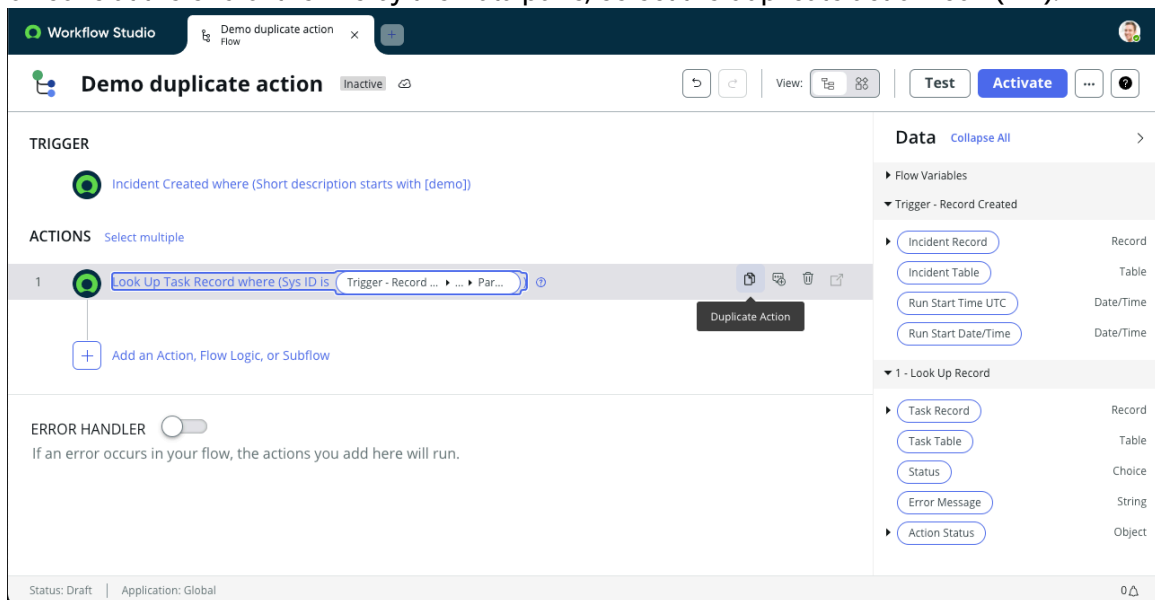 Workflow Studio
Demo duplicate action
Flow
Demo duplicate action Inactive
View:
Test
Activate
TRIGGER
Incident Created where (Short description starts with [demo])
ACTIONS Select multiple
1 Look Up Task Record where (Sys ID is Trigger - Record ... ▸ ... ▸ Par... )
Duplicate Action
Add an Action, Flow Logic, or Subflow
ERROR HANDLER
If an error occurs in your flow, the actions you add here will run.
Data Collapse All
Flow Variables
Trigger - Record Created
Incident Record Record
Incident Table Table
Run Start Time UTC Date/Time
Run Start Date/Time Date/Time
1 - Look Up Record
Task Record Record
Task Table Table
Status Choice
Error Message String
Action Status Object
Status: Draft | Application: Global
0